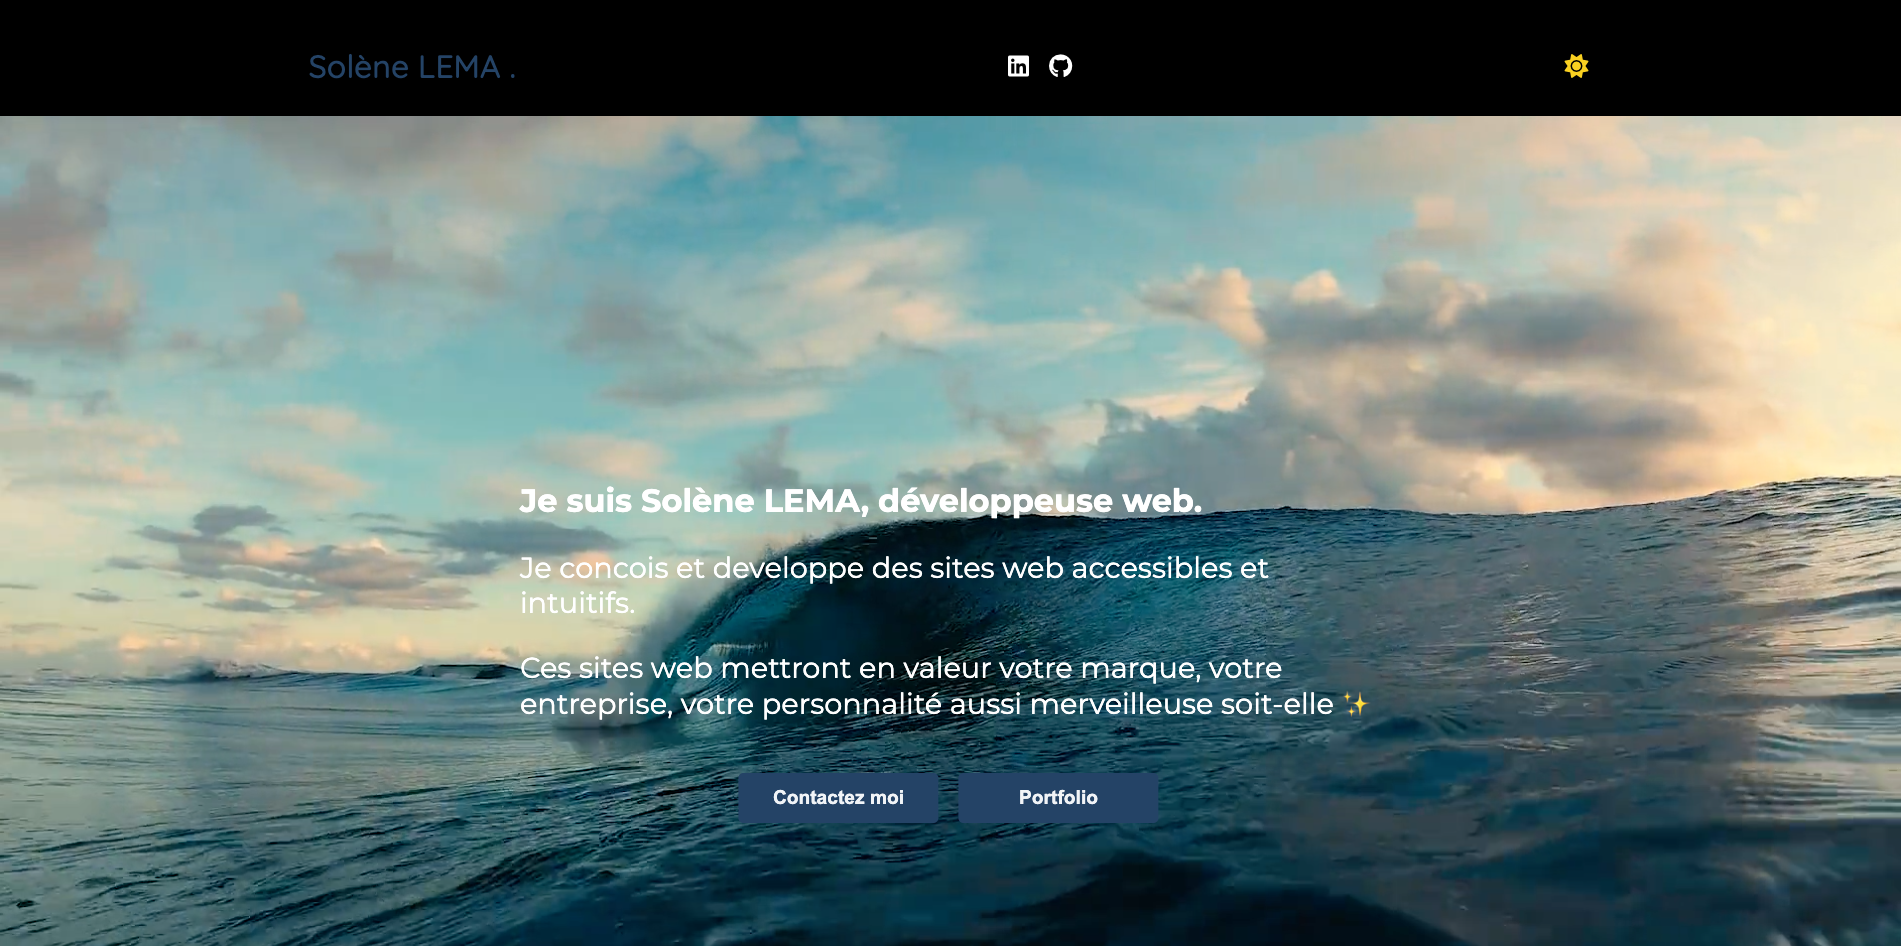 Solène LEMA .
Je suis Solène LEMA, développeuse web.
Je concois et developpe des sites web accessibles et
intuitifs.
Ces sites web mettront en valeur votre marque, votre
entreprise, votre personnalité aussi merveilleuse soit-elle ✨
Contactez moi
Portfolio